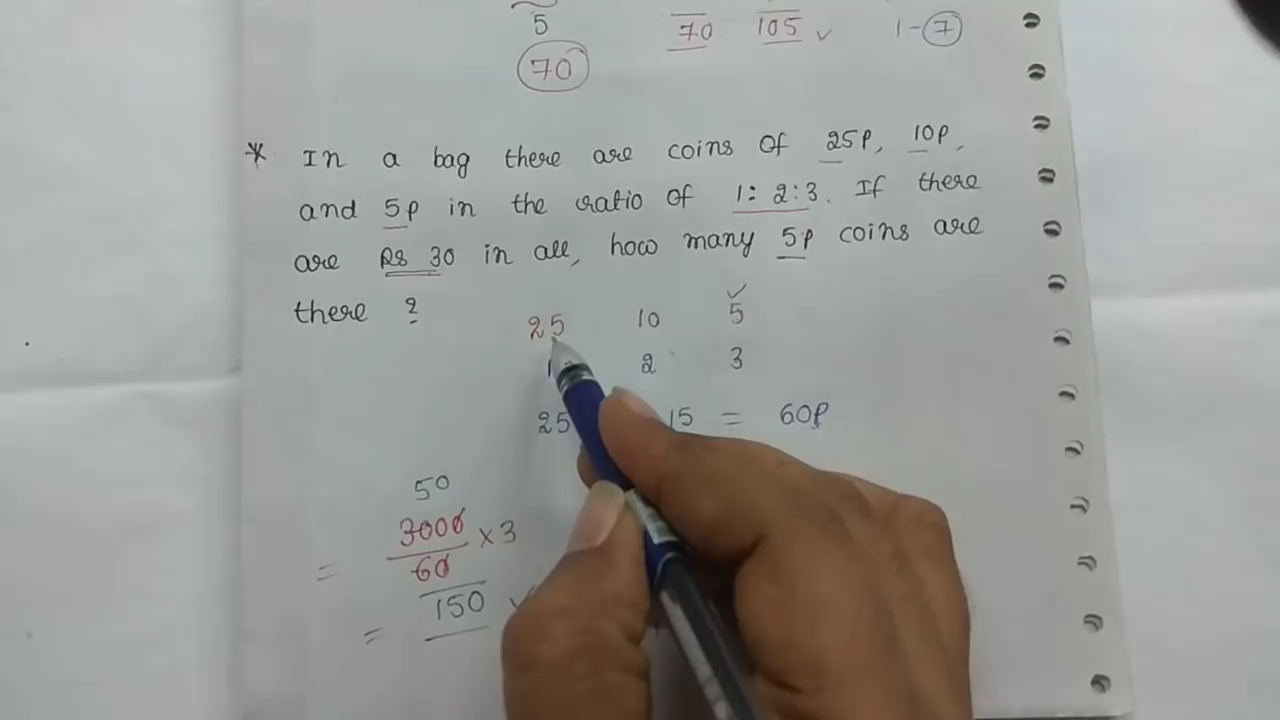 5 70 105 ✓ 1-7
70
* In a bag there are coins of 25P, 10P,
and 5P in the ratio of 1:2:3. If there
are Rs 30 in all, how many 5P coins are
there ?
✓
25 10 5
1 2 3
25 15 = 60P
50
= 3000/60 × 3
= 150